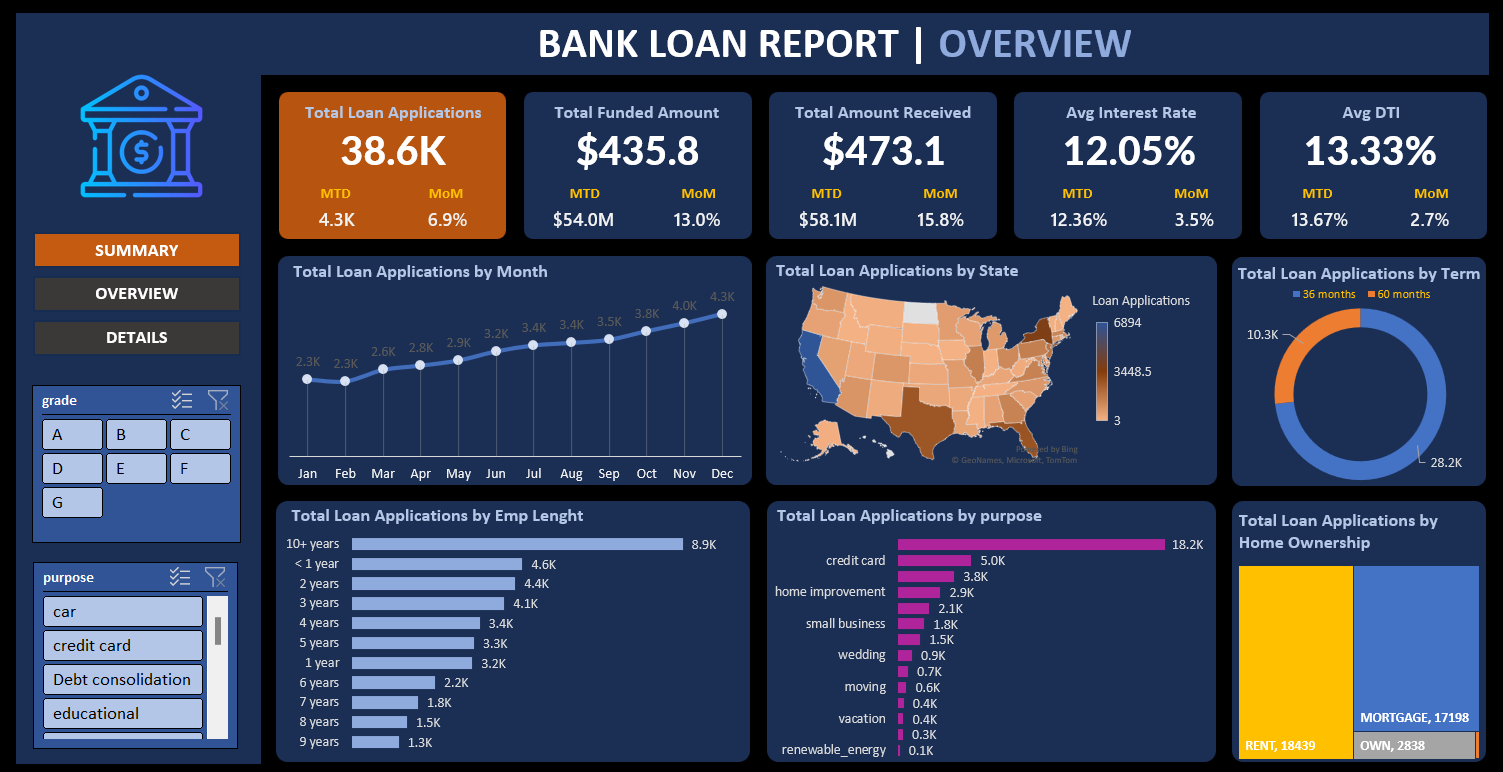 BANK LOAN REPORT | OVERVIEW
SUMMARY
OVERVIEW
DETAILS
grade
A
B
C
D
E
F
G
purpose
car
credit card
Debt consolidation
educational
Total Loan Applications
38.6K
MTD MoM
4.3K 6.9%
Total Funded Amount
$435.8
MTD MoM
$54.0M 13.0%
Total Amount Received
$473.1
MTD MoM
$58.1M 15.8%
Avg Interest Rate
12.05%
MTD MoM
12.36% 3.5%
Avg DTI
13.33%
MTD MoM
13.67% 2.7%
Total Loan Applications by Month
2.3K 2.3K 2.6K 2.8K 2.9K 3.2K 3.4K 3.4K 3.5K 3.8K 4.0K 4.3K
Jan Feb Mar Apr May Jun Jul Aug Sep Oct Nov Dec
Total Loan Applications by State
Loan Applications
6894
3448.5
3
Powered by Bing
© GeoNames, Microsoft, TomTom
Total Loan Applications by Term
36 months 60 months
10.3K
28.2K
Total Loan Applications by Emp Lenght
10+ years 8.9K
< 1 year 4.6K
2 years 4.4K
3 years 4.1K
4 years 3.4K
5 years 3.3K
1 year 3.2K
6 years 2.2K
7 years 1.8K
8 years 1.5K
9 years 1.3K
Total Loan Applications by purpose
18.2K
credit card 5.0K
3.8K
home improvement 2.9K
2.1K
small business 1.8K
1.5K
wedding 0.9K
0.7K
moving 0.6K
0.4K
vacation 0.4K
0.3K
renewable_energy 0.1K
Total Loan Applications by
Home Ownership
MORTGAGE, 17198
RENT, 18439
OWN, 2838